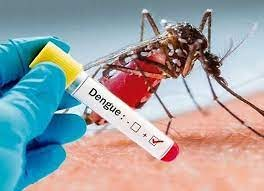 Dengue :
- ☐
+ ☑